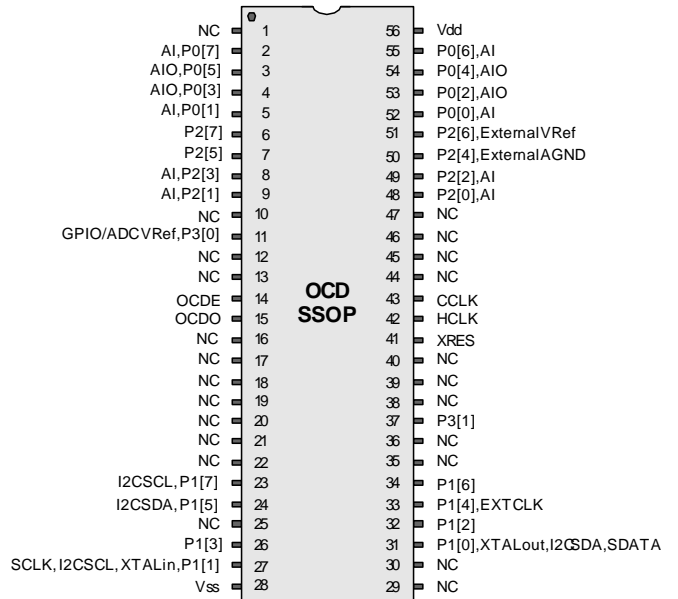 NC 1 56 Vdd
AI,P0[7] 2 55 P0[6],AI
AIO,P0[5] 3 54 P0[4],AIO
AIO,P0[3] 4 53 P0[2],AIO
AI,P0[1] 5 52 P0[0],AI
P2[7] 6 51 P2[6],ExternalVRef
P2[5] 7 50 P2[4],ExternalAGND
AI,P2[3] 8 49 P2[2],AI
AI,P2[1] 9 48 P2[0],AI
NC 10 47 NC
GPIO/ADCVRef,P3[0] 11 46 NC
NC 12 45 NC
NC 13 44 NC
OCD
SSOP
OCDE 14 43 CCLK
OCDO 15 42 HCLK
NC 16 41 XRES
NC 17 40 NC
NC 18 39 NC
NC 19 38 NC
NC 20 37 P3[1]
NC 21 36 NC
NC 22 35 NC
I2CSCL,P1[7] 23 34 P1[6]
I2CSDA,P1[5] 24 33 P1[4],EXTCLK
NC 25 32 P1[2]
P1[3] 26 31 P1[0],XTALout,I2CSDA,SDATA
SCLK,I2CSCL,XTALin,P1[1] 27 30 NC
Vss 28 29 NC